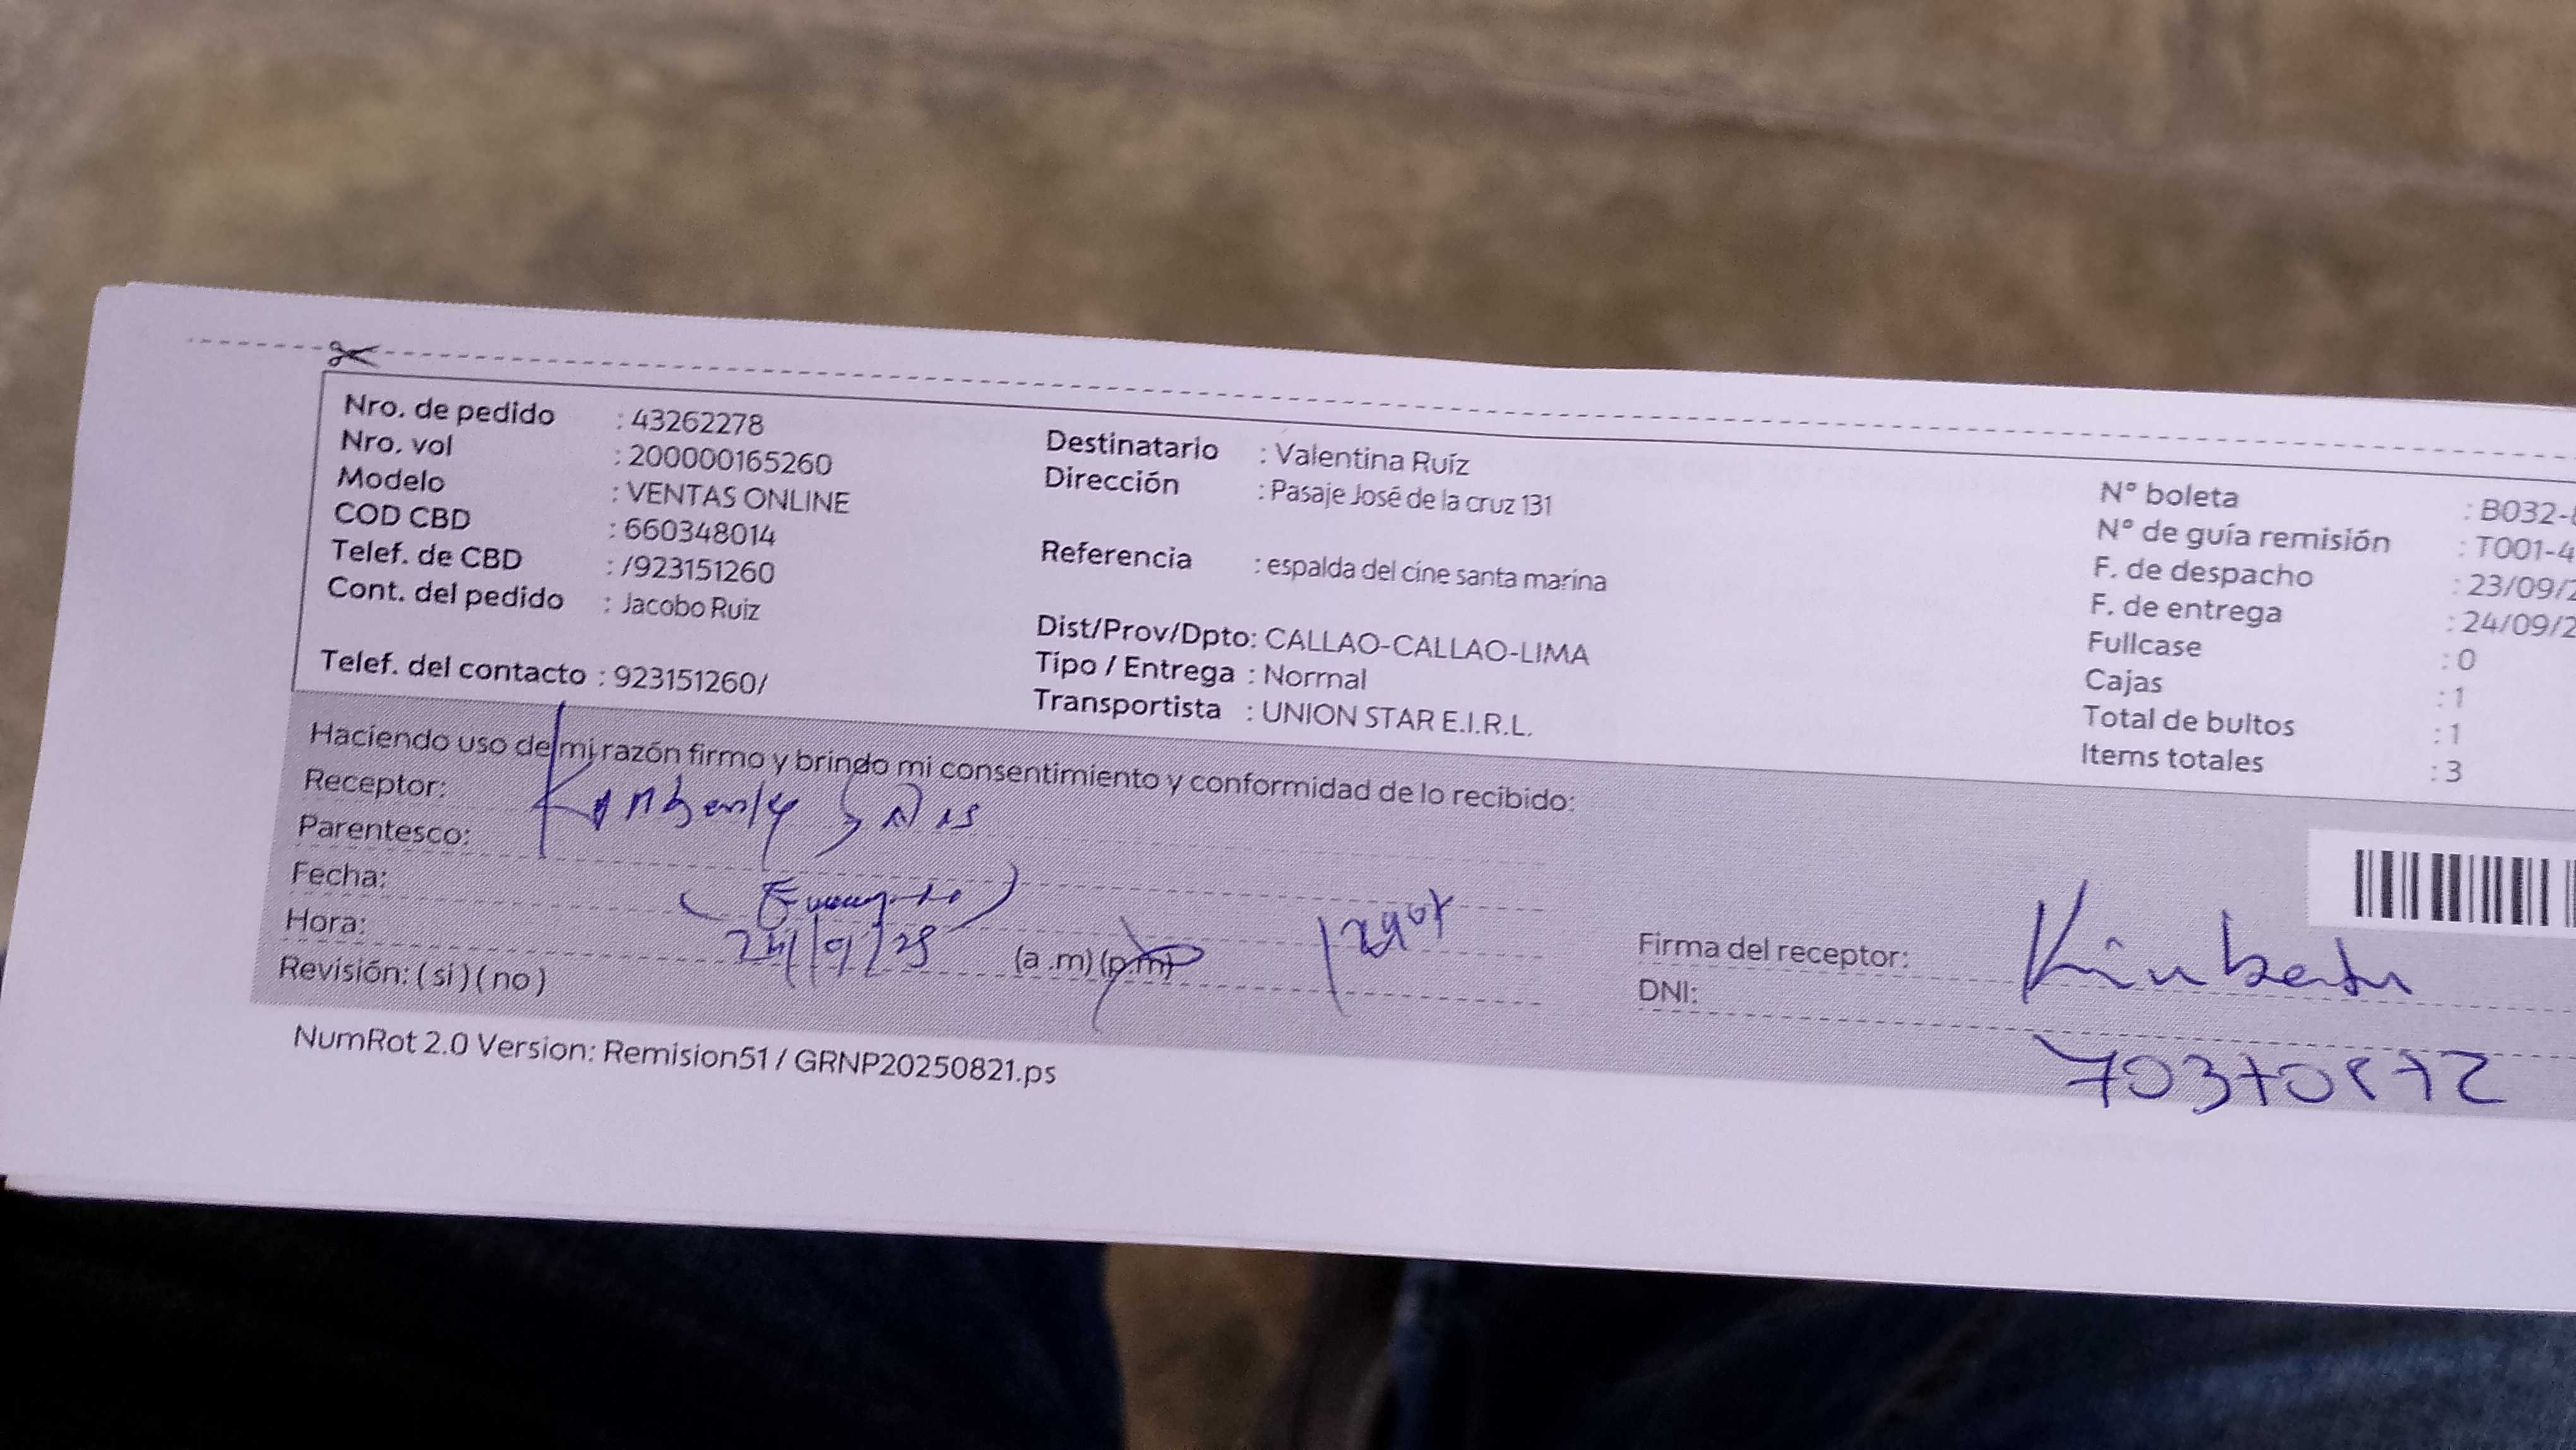 Nro. de pedido : 43262278
Nro. vol : 200000165260
Modelo : VENTAS ONLINE
COD CBD : 660348014
Telef. de CBD : /923151260
Cont. del pedido : Jacobo Ruiz
Telef. del contacto : 923151260/
Destinatario : Valentina Ruíz
Dirección : Pasaje José de la cruz 131
Referencia : espalda del cine santa marina
Dist/Prov/Dpto: CALLAO-CALLAO-LIMA
Tipo / Entrega : Normal
Transportista : UNION STAR E.I.R.L.
N° boleta : B032-
N° de guía remisión : T001-4
F. de despacho : 23/09/2
F. de entrega : 24/09/2
Fullcase : 0
Cajas : 1
Total de bultos : 1
Items totales : 3
Haciendo uso de mi razón firmo y brindo mi consentimiento y conformidad de lo recibido:
Receptor: Kimberly
Parentesco:
Fecha:
Hora: (a .m) (p.m)
Revisión: ( si ) ( no )
Firma del receptor:
DNI:
NumRot 2.0 Version: Remision51 / GRNP20250821.ps